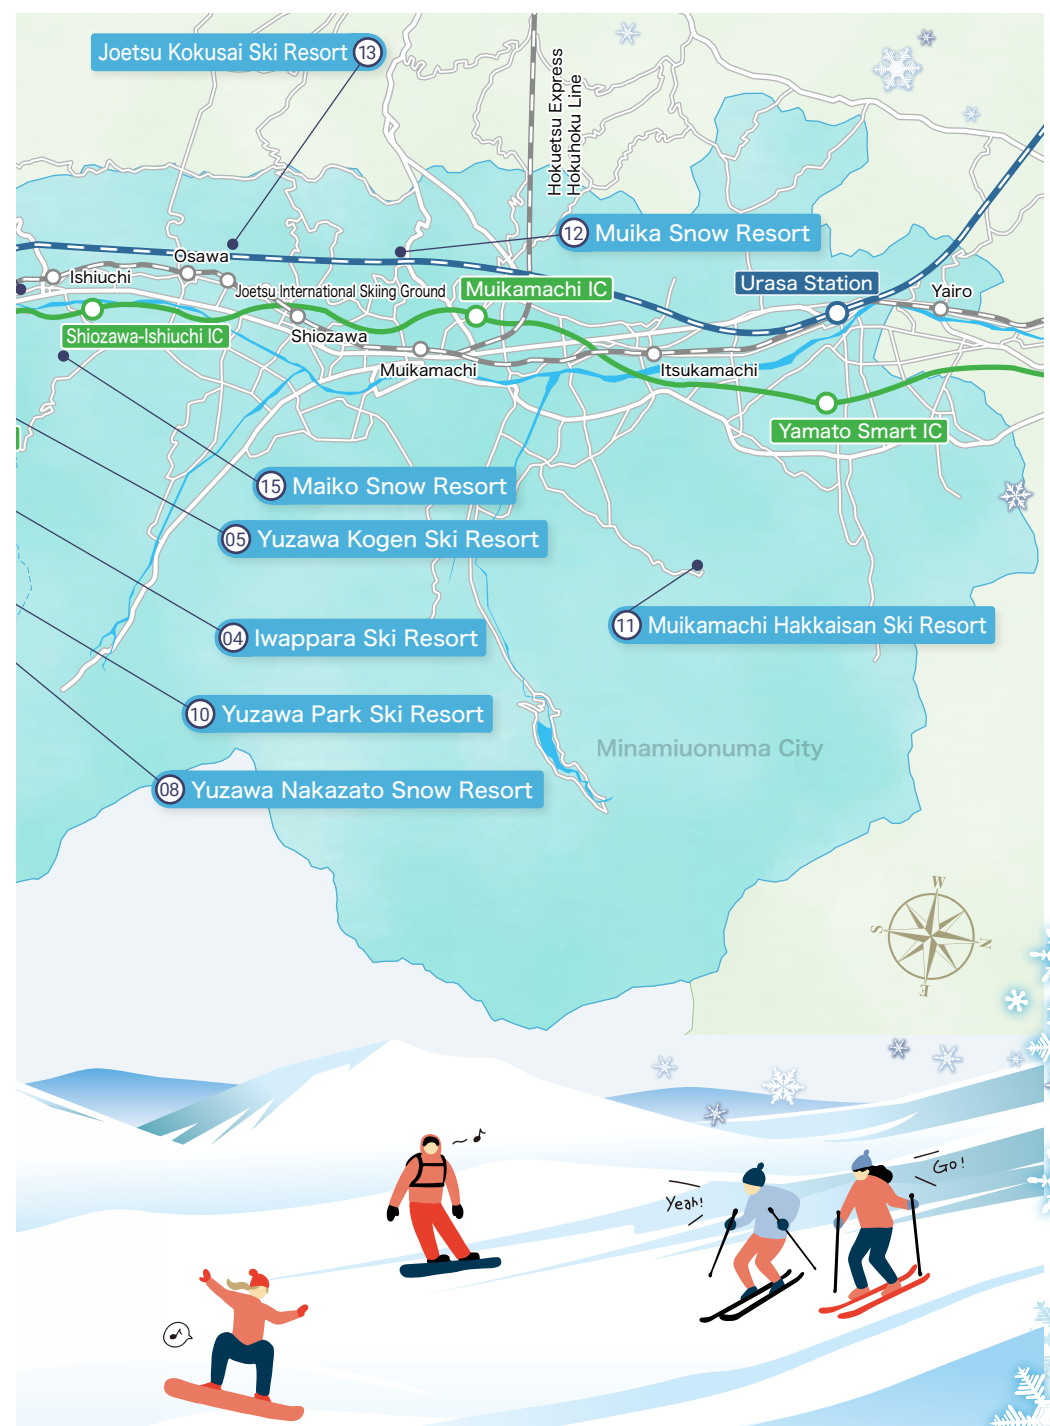 Joetsu Kokusai Ski Resort 13
Hokuetsu Express
Hokuhoku Line
12 Muika Snow Resort
Osawa
Ishiuchi
Joetsu International Skiing Ground
Muikamachi IC
Urasa Station
Yairo
Shiozawa-Ishiuchi IC
Shiozawa
Muikamachi
Itsukamachi
Yamato Smart IC
15 Maiko Snow Resort
05 Yuzawa Kogen Ski Resort
11 Muikamachi Hakkaisan Ski Resort
04 Iwappara Ski Resort
10 Yuzawa Park Ski Resort
Minamiuonuma City
08 Yuzawa Nakazato Snow Resort
W
S
N
E
Go!
Yeah!